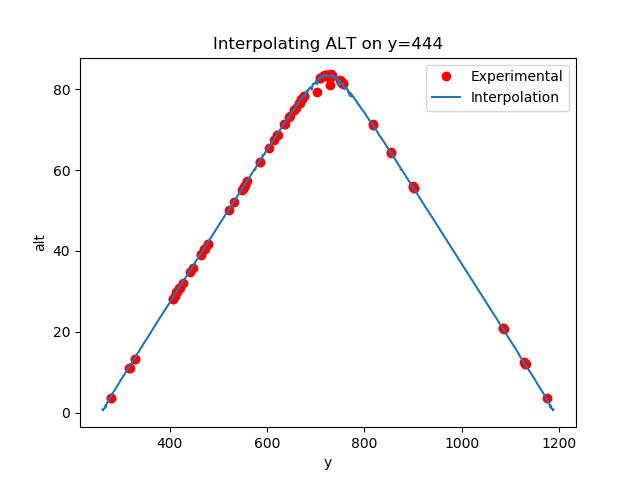 Interpolating ALT on y=444
Experimental
Interpolation
80
60
40
20
0
alt
400 600 800 1000 1200
y